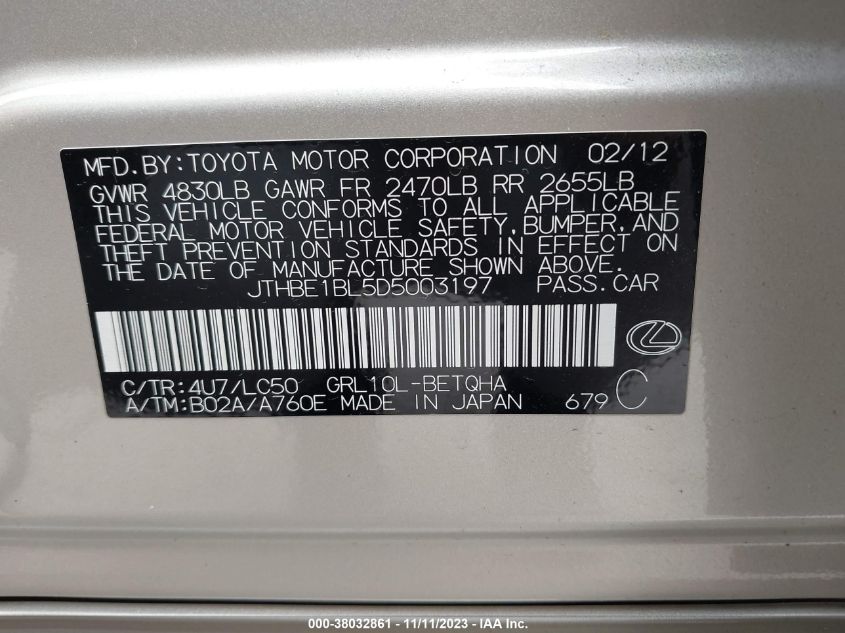 MFD.BY:TOYOTA MOTOR CORPORATION 02/12
GVWR 4830LB GAWR FR 2470LB RR 2655LB
THIS VEHICLE CONFORMS TO ALL APPLICABLE
FEDERAL MOTOR VEHICLE SAFETY,BUMPER,AND
THEFT PREVENTION STANDARDS IN EFFECT ON
THE DATE OF MANUFACTURE SHOWN ABOVE.
JTHBE1BL5D5003197 PASS.CAR
C/TR:4U7/LC50 GRL10L-BETQHA
A/TM:B02A/A760E MADE IN JAPAN 679 C
000-38032861 - 11/11/2023 - IAA Inc.